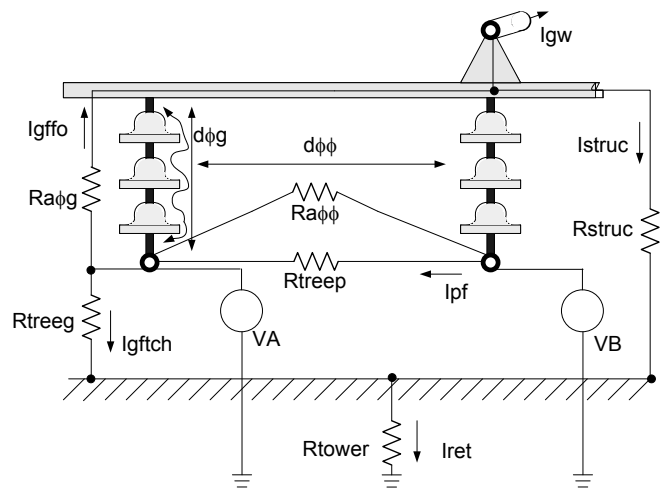 Igw
Igffo
dϕg
dϕϕ
Istruc
Raϕg
Raϕϕ
Rstruc
Rtreep
Ipf
Rtreeg
Igftch
VA
VB
Rtower
Iret